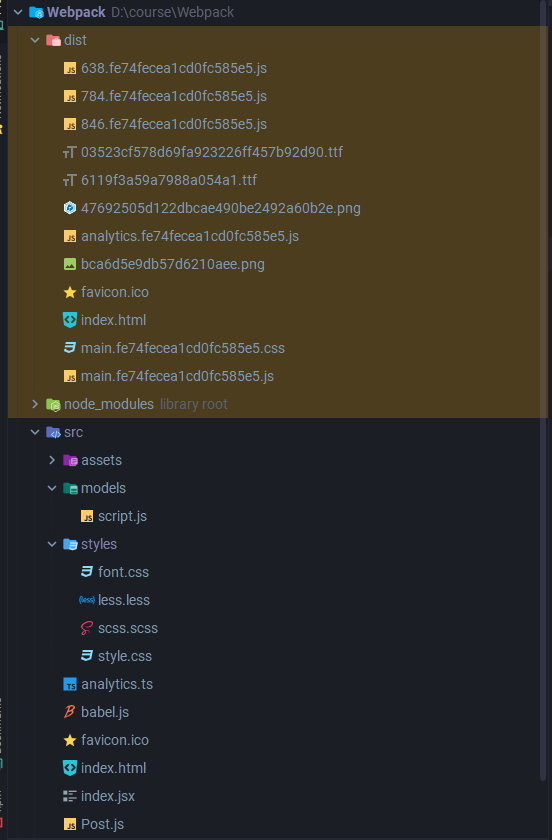 Webpack D:\course\Webpack
dist
638.fe74fecea1cd0fc585e5.js
784.fe74fecea1cd0fc585e5.js
846.fe74fecea1cd0fc585e5.js
03523cf578d69fa923226ff457b92d90.ttf
6119f3a59a7988a054a1.ttf
47692505d122dbcae490be2492a60b2e.png
analytics.fe74fecea1cd0fc585e5.js
bca6d5e9db57d6210aee.png
favicon.ico
index.html
main.fe74fecea1cd0fc585e5.css
main.fe74fecea1cd0fc585e5.js
node_modules library root
src
assets
models
script.js
styles
font.css
less.less
scss.scss
style.css
analytics.ts
babel.js
favicon.ico
index.html
index.jsx
Post.js